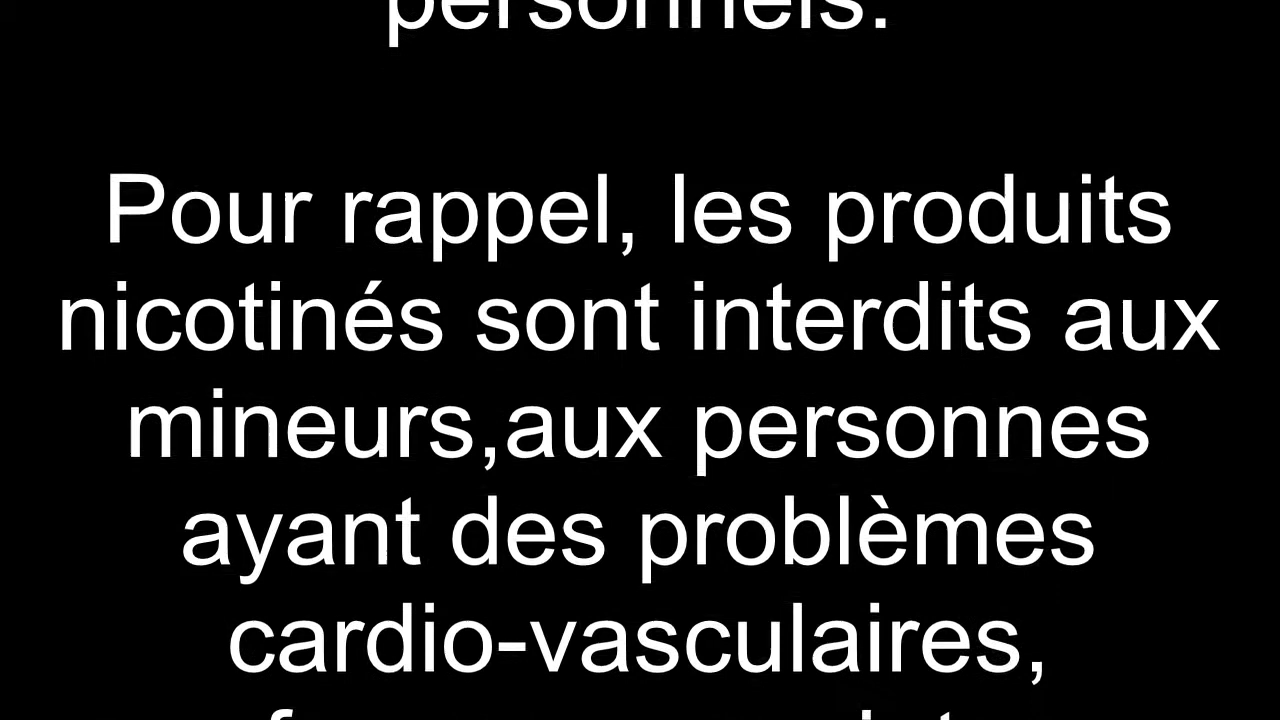 personnels.
Pour rappel, les produits
nicotinés sont interdits aux
mineurs,aux personnes
ayant des problèmes
cardio-vasculaires,